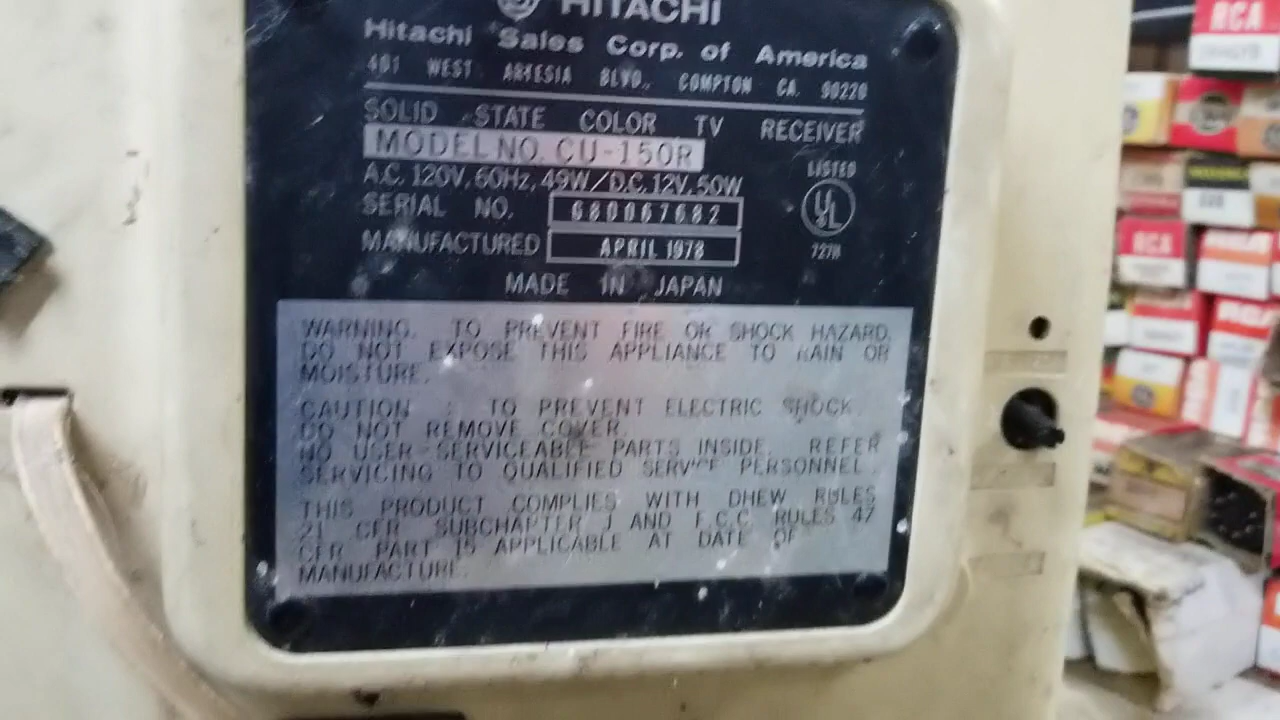 HITACHI
Hitachi Sales Corp. of America
401 WEST ARTESIA BLVD., COMPTON CA. 90220
SOLID STATE COLOR TV RECEIVER
MODEL NO. CU-150R
A.C. 120V, 60Hz, 49W/D.C. 12V, 50W
LISTED
UL
727H
SERIAL NO. G80067682
MANUFACTURED APRIL 1978
MADE IN JAPAN
WARNING. TO PREVENT FIRE OR SHOCK HAZARD.
DO NOT EXPOSE THIS APPLIANCE TO RAIN OR
MOISTURE.
CAUTION : TO PREVENT ELECTRIC SHOCK
DO NOT REMOVE COVER.
NO USER-SERVICEABLE PARTS INSIDE. REFER
SERVICING TO QUALIFIED SERVICE PERSONNEL.
THIS PRODUCT COMPLIES WITH DHEW RULES
21 CFR SUBCHAPTER J AND F.C.C. RULES 47
CFR PART 15 APPLICABLE AT DATE OF
MANUFACTURE.
RCA
RCA
RCA